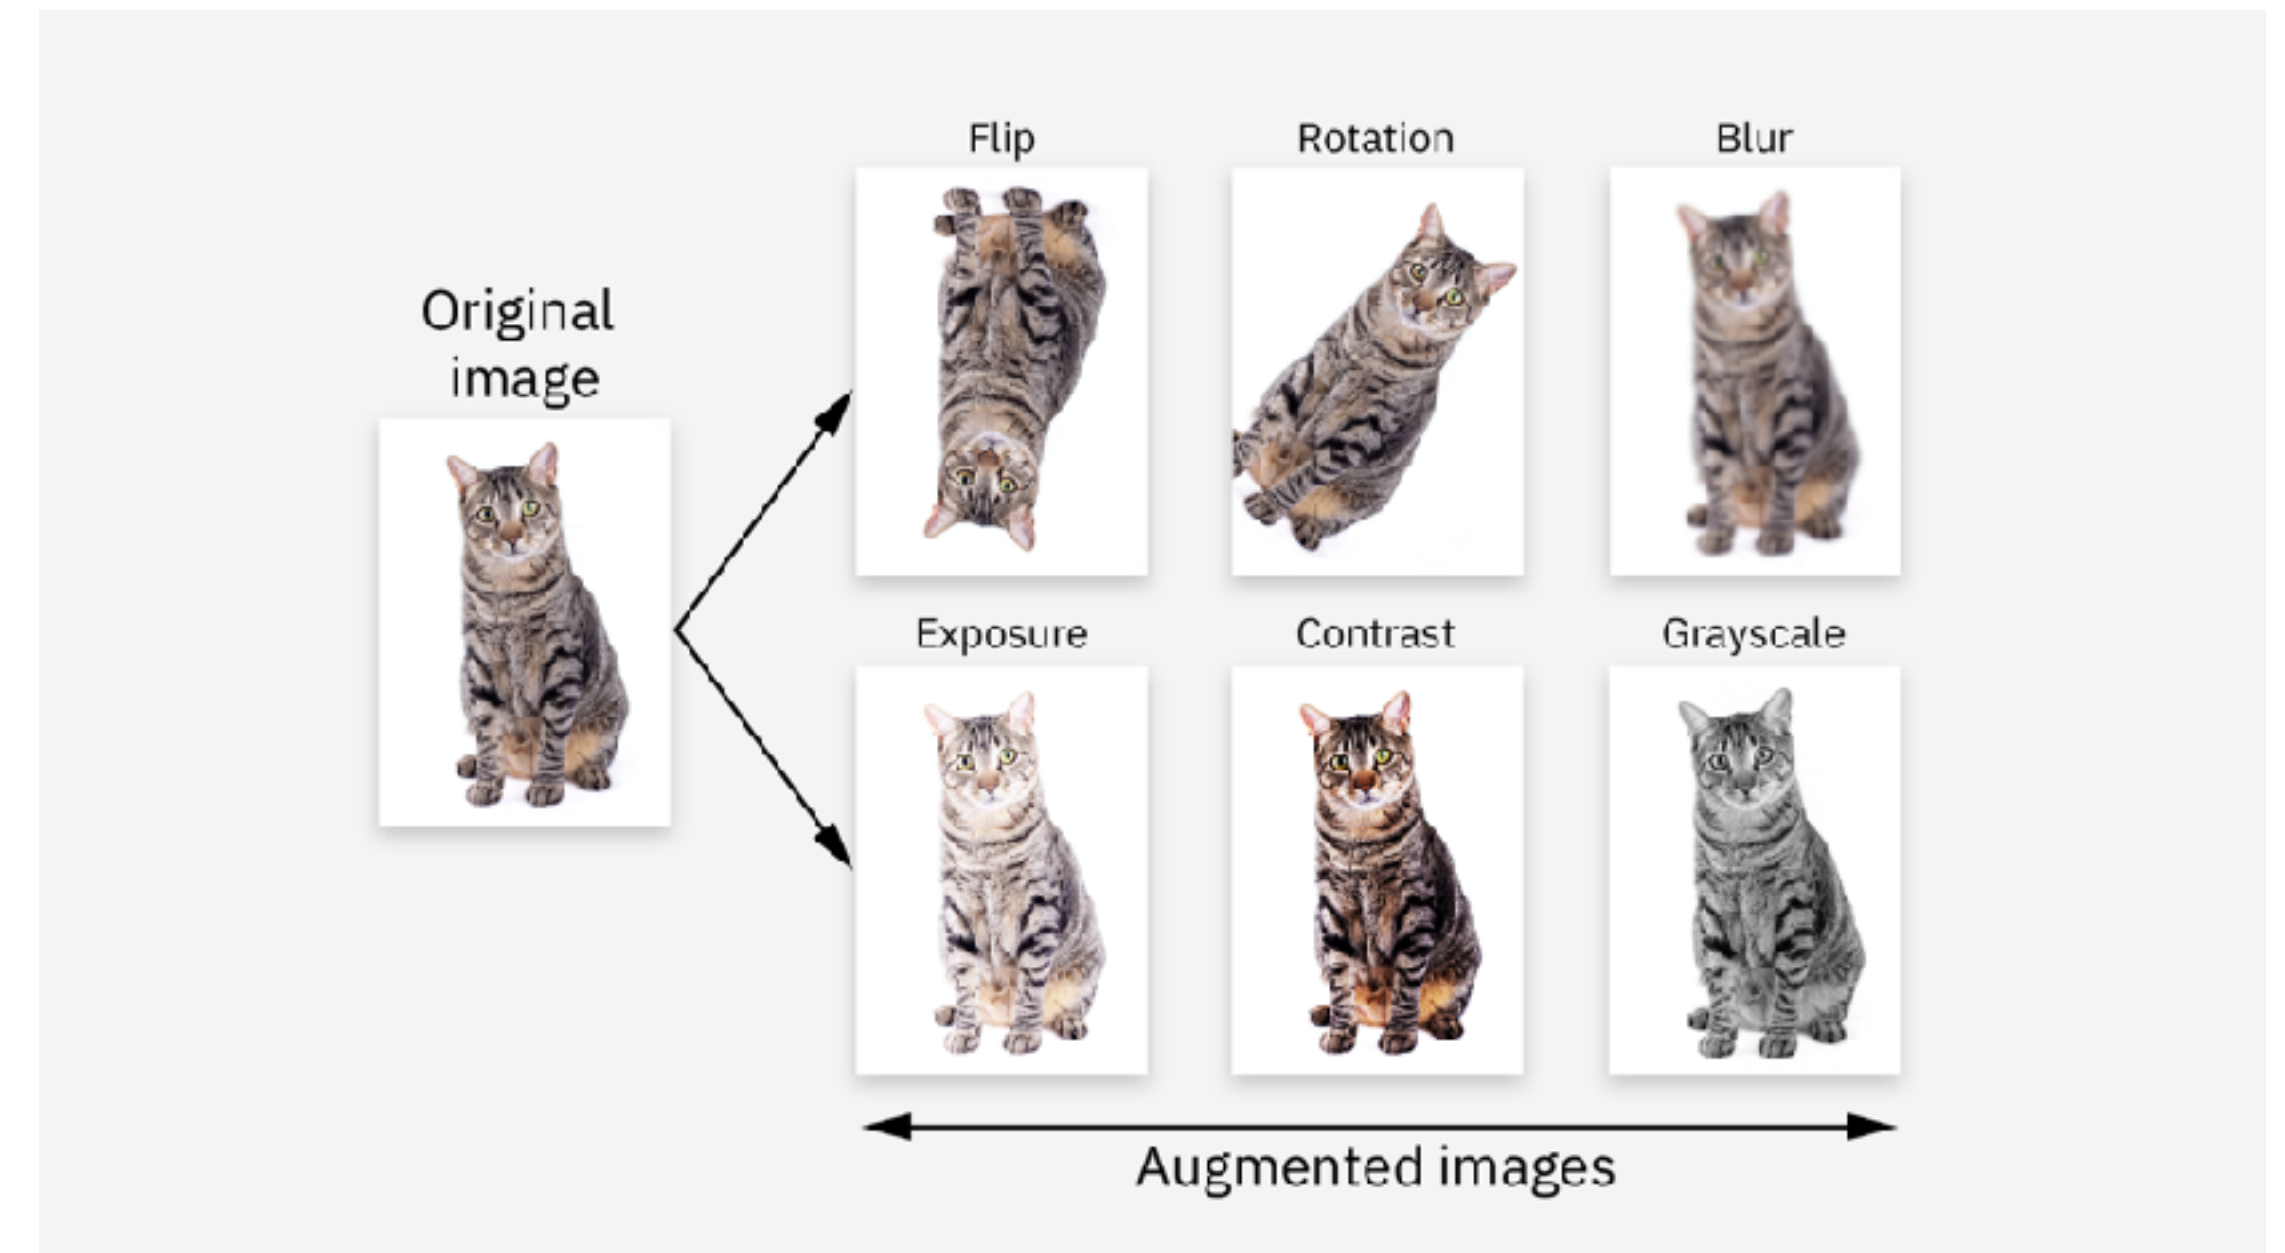 Original
image
Flip
Rotation
Blur
Exposure
Contrast
Grayscale
Augmented images